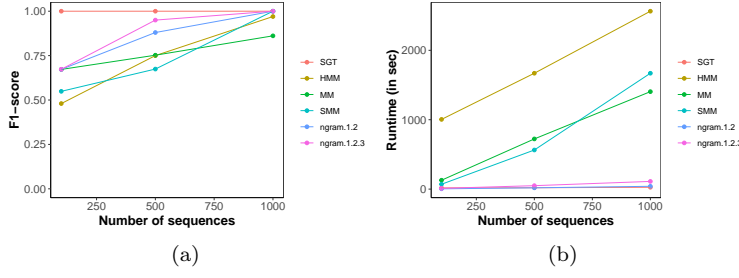 1.00
0.75
0.50
0.25
0.00
F1−score
250
500
750
1000
Number of sequences
SGT
HMM
MM
SMM
ngram.1.2
ngram.1.2.3
(a)
2000
1000
0
Runtime (in sec)
250
500
750
1000
Number of sequences
SGT
HMM
MM
SMM
ngram.1.2
ngram.1.2.3
(b)